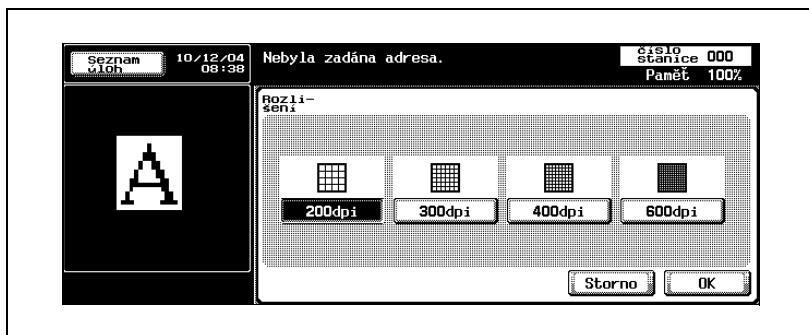 Seznam úloh
10/12/04
08:38
Nebyla zadána adresa.
číslo stanice 000
Paměť 100%
Rozli-
šení
A
200dpi
300dpi
400dpi
600dpi
Storno
OK